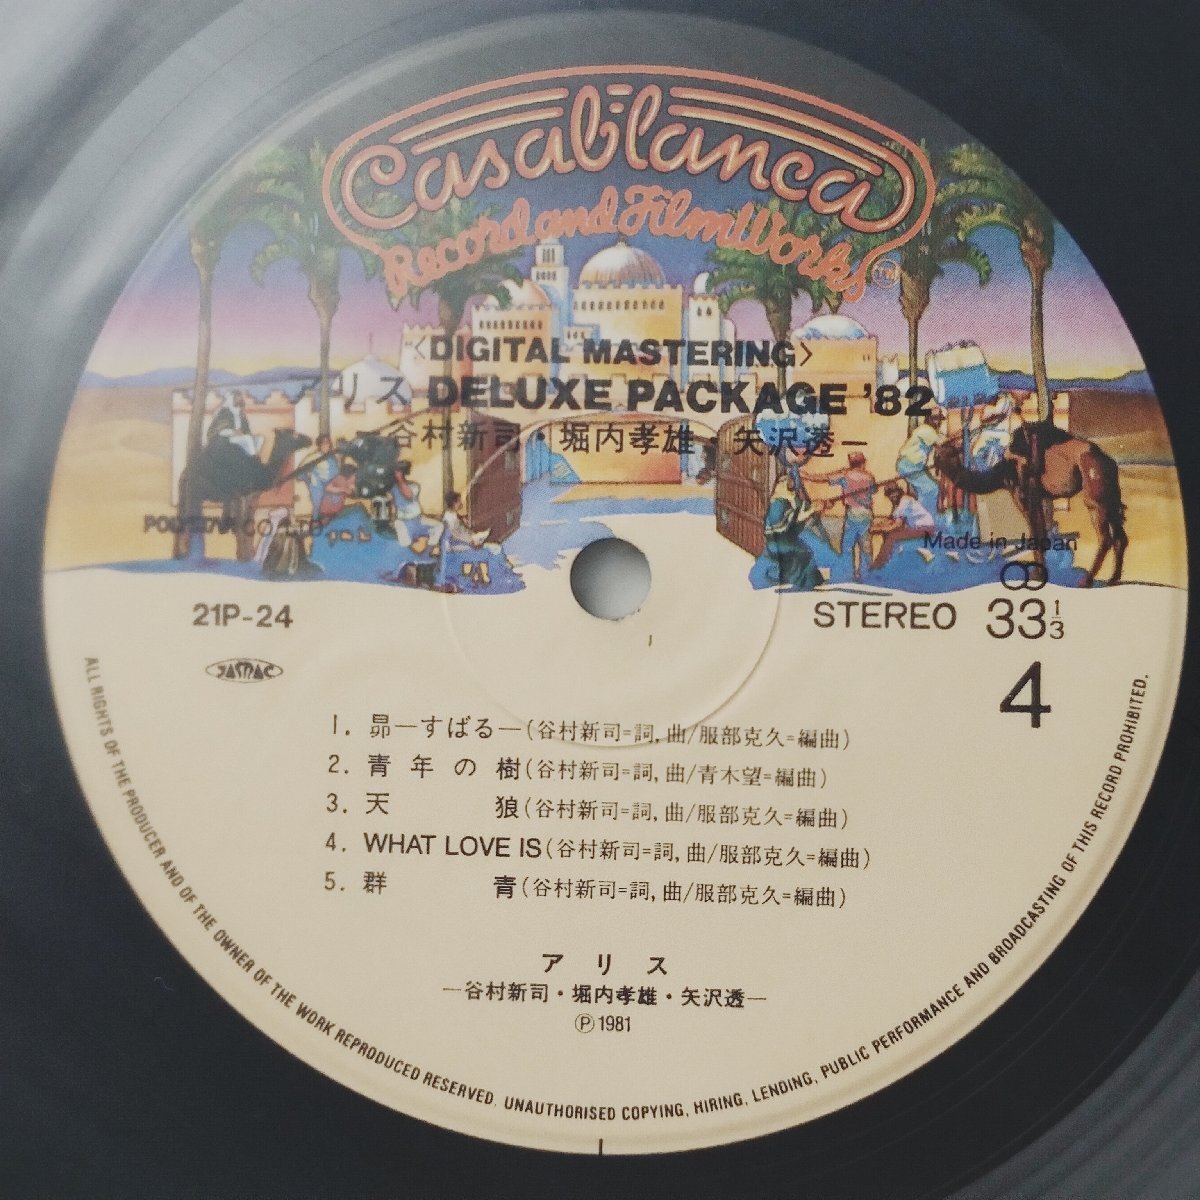 Casablanca
Record and FilmWorks
TM
〈DIGITAL MASTERING〉
アリス DELUXE PACKAGE '82
谷村新司・堀内孝雄・矢沢透―
CO., LTD.
Made in Japan
21P-24
STEREO 33 1/3
JASRAC
4
1. 昴―すばる―(谷村新司=詞, 曲/服部克久=編曲)
2. 青年の樹(谷村新司=詞, 曲/青木望=編曲)
3. 天狼(谷村新司=詞, 曲/服部克久=編曲)
4. WHAT LOVE IS(谷村新司=詞, 曲/服部克久=編曲)
5. 群青(谷村新司=詞, 曲/服部克久=編曲)
アリス
―谷村新司・堀内孝雄・矢沢透―
Ⓟ1981
ALL RIGHTS OF THE PRODUCER AND OF THE OWNER OF THE WORK REPRODUCED RESERVED. UNAUTHORISED COPYING, HIRING, LENDING, PUBLIC PERFORMANCE AND BROADCASTING OF THIS RECORD PROHIBITED.